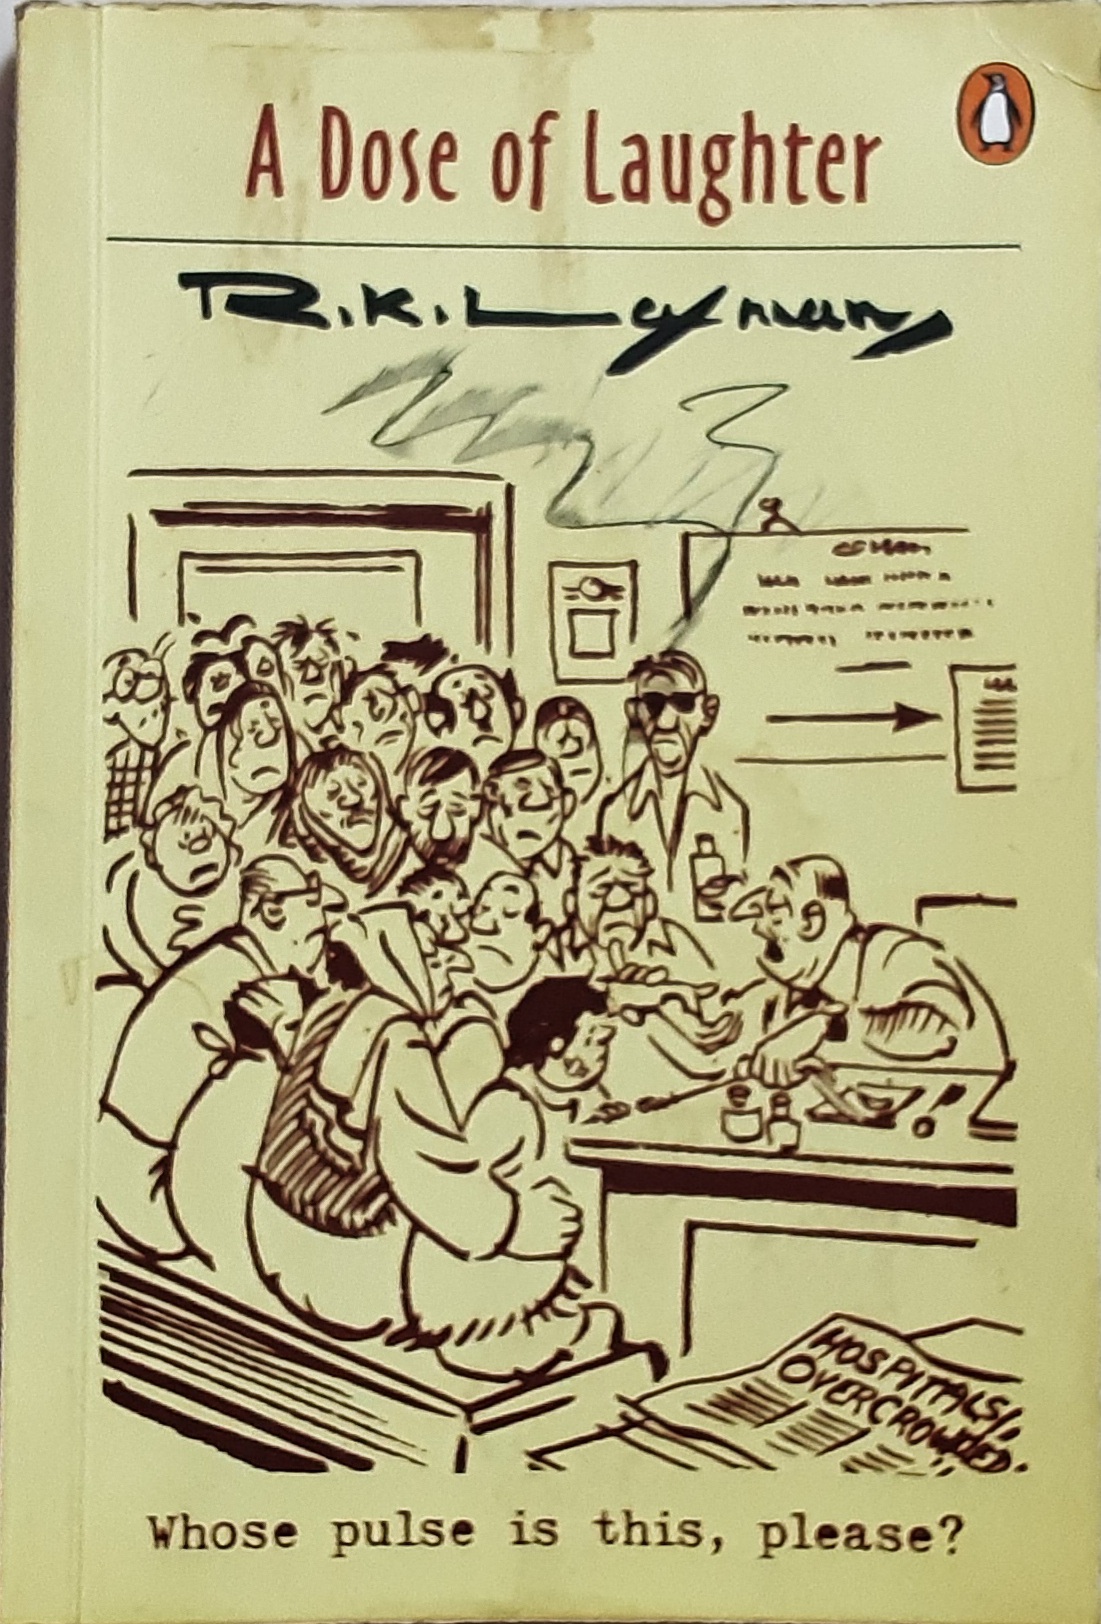 A Dose of Laughter
R.K. Laxman
HOSPITALS
OVERCROWDED.
Whose pulse is this, please?